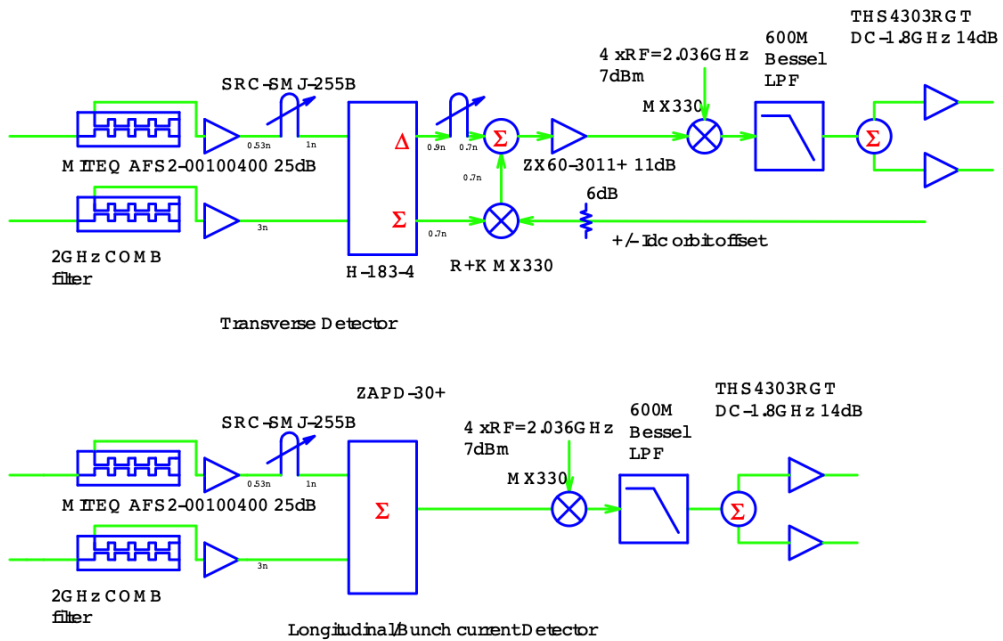 THS4303RGT
DC-1.8GHz 14dB
600M
Bessel
LPF
4 xRF=2.036GHz
7dBm
SRC-SMJ-255B
MX330
0.53n
1n
Δ
0.9n
0.7n
Σ
Σ
MITEQ AFS2-00100400 25dB
ZX60-3011+ 11dB
0.7n
6dB
Σ
3n
0.7n
+/-Idc orbit offset
2GHz COMB
filter
H-183-4
R+K MX330
Transverse Detector
ZAPD-30+
THS4303RGT
DC-1.8GHz 14dB
SRC-SMJ-255B
4 xRF=2.036GHz
7dBm
600M
Bessel
LPF
MX330
0.53n
1n
MITEQ AFS2-00100400 25dB
Σ
Σ
3n
2GHz COMB
filter
Longitudinal/Bunch current Detector